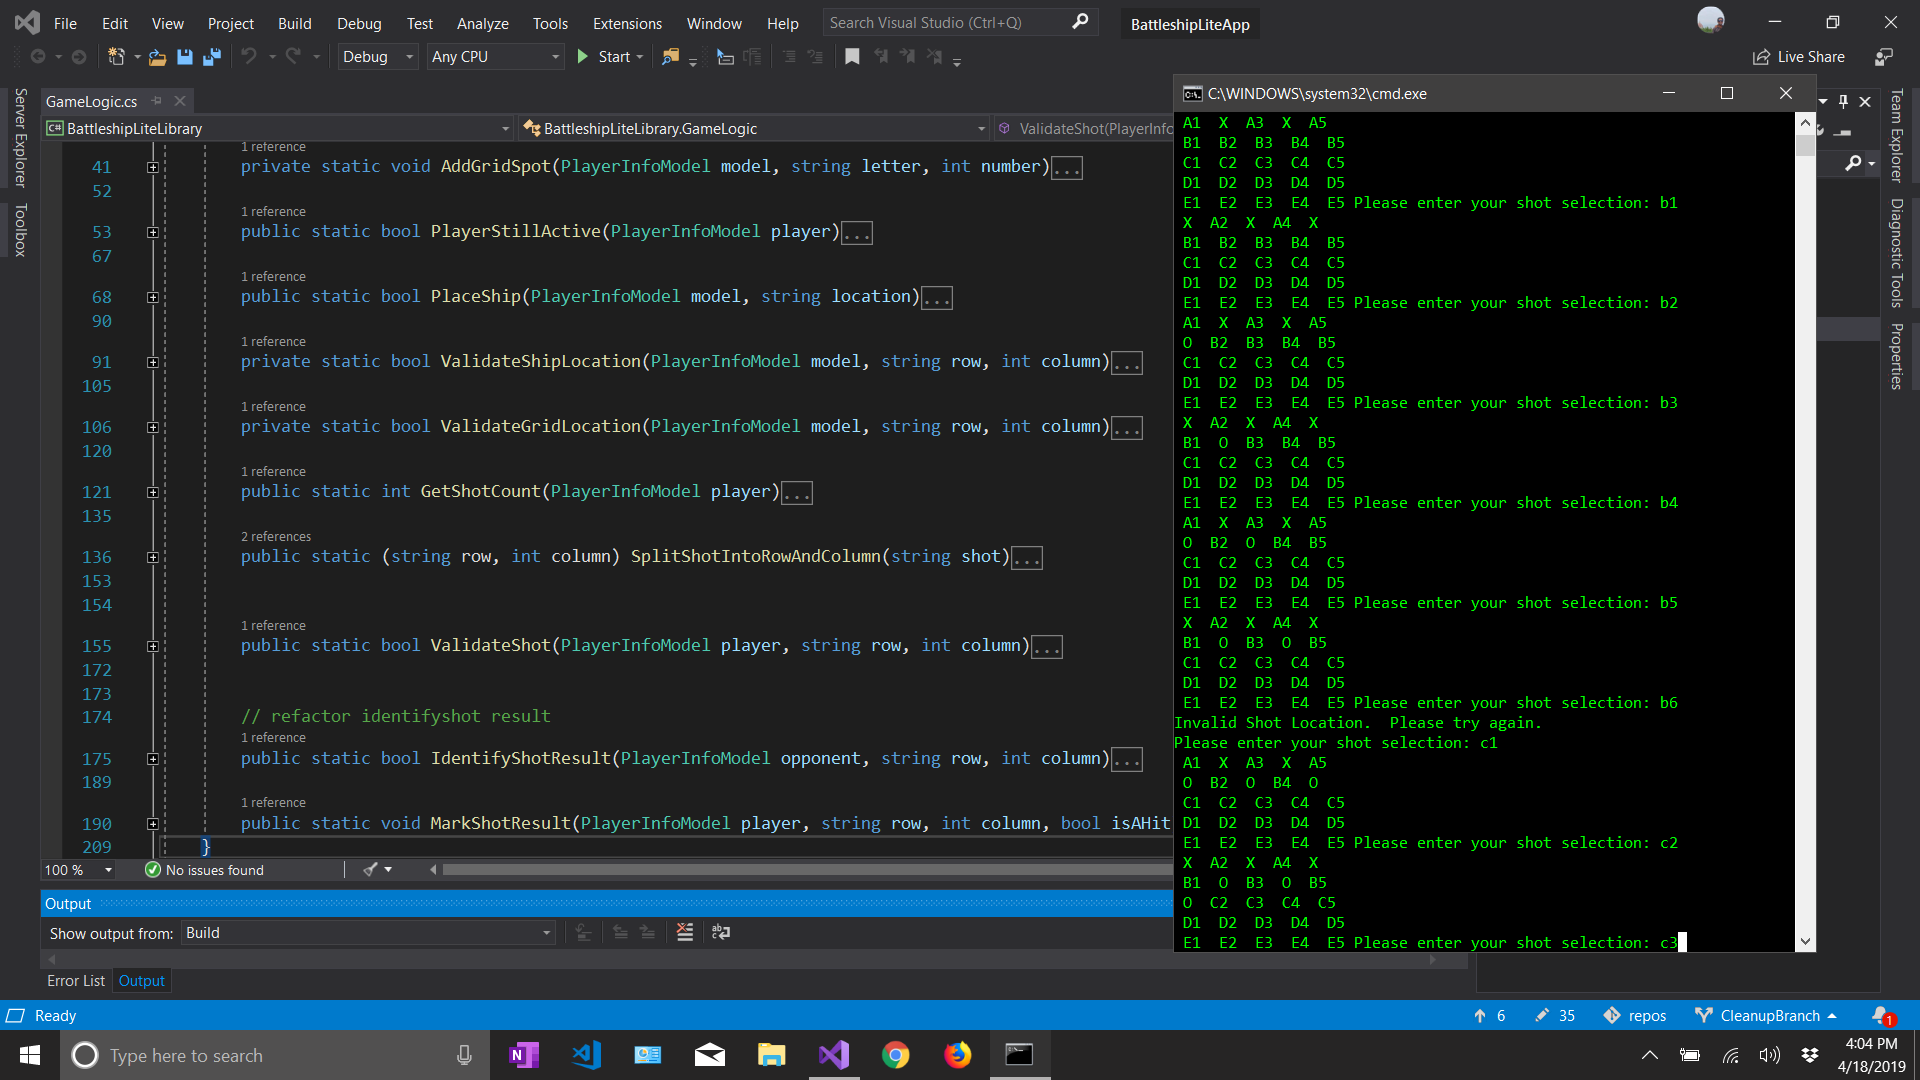 File Edit View Project Build Debug Test Analyze Tools Extensions Window Help Search Visual Studio (Ctrl+Q) BattleshipLiteApp
Debug Any CPU Start Live Share
Server Explorer
Toolbox
GameLogic.cs
BattleshipLiteLibrary BattleshipLiteLibrary.GameLogic ValidateShot(PlayerInfo
1 reference
41 private static void AddGridSpot(PlayerInfoModel model, string letter, int number)...
52
1 reference
53 public static bool PlayerStillActive(PlayerInfoModel player)...
67
1 reference
68 public static bool PlaceShip(PlayerInfoModel model, string location)...
90
1 reference
91 private static bool ValidateShipLocation(PlayerInfoModel model, string row, int column)...
105
1 reference
106 private static bool ValidateGridLocation(PlayerInfoModel model, string row, int column)...
120
1 reference
121 public static int GetShotCount(PlayerInfoModel player)...
135
2 references
136 public static (string row, int column) SplitShotIntoRowAndColumn(string shot)...
153
154
1 reference
155 public static bool ValidateShot(PlayerInfoModel player, string row, int column)...
172
173
174 // refactor identifyshot result
1 reference
175 public static bool IdentifyShotResult(PlayerInfoModel opponent, string row, int column)...
189
1 reference
190 public static void MarkShotResult(PlayerInfoModel player, string row, int column, bool isAHit
209 }
100 % No issues found
Output
Show output from: Build
Error List Output
C:\WINDOWS\system32\cmd.exe
A1 X A3 X A5
B1 B2 B3 B4 B5
C1 C2 C3 C4 C5
D1 D2 D3 D4 D5
E1 E2 E3 E4 E5 Please enter your shot selection: b1
X A2 X A4 X
B1 B2 B3 B4 B5
C1 C2 C3 C4 C5
D1 D2 D3 D4 D5
E1 E2 E3 E4 E5 Please enter your shot selection: b2
A1 X A3 X A5
O B2 B3 B4 B5
C1 C2 C3 C4 C5
D1 D2 D3 D4 D5
E1 E2 E3 E4 E5 Please enter your shot selection: b3
X A2 X A4 X
B1 O B3 B4 B5
C1 C2 C3 C4 C5
D1 D2 D3 D4 D5
E1 E2 E3 E4 E5 Please enter your shot selection: b4
A1 X A3 X A5
O B2 O B4 B5
C1 C2 C3 C4 C5
D1 D2 D3 D4 D5
E1 E2 E3 E4 E5 Please enter your shot selection: b5
X A2 X A4 X
B1 O B3 O B5
C1 C2 C3 C4 C5
D1 D2 D3 D4 D5
E1 E2 E3 E4 E5 Please enter your shot selection: b6
Invalid Shot Location. Please try again.
Please enter your shot selection: c1
A1 X A3 X A5
O B2 O B4 O
C1 C2 C3 C4 C5
D1 D2 D3 D4 D5
E1 E2 E3 E4 E5 Please enter your shot selection: c2
X A2 X A4 X
B1 O B3 O B5
O C2 C3 C4 C5
D1 D2 D3 D4 D5
E1 E2 E3 E4 E5 Please enter your shot selection: c3
Team Explorer
Diagnostic Tools
Properties
Ready 6 35 repos CleanupBranch 1
Type here to search
4:04 PM
4/18/2019